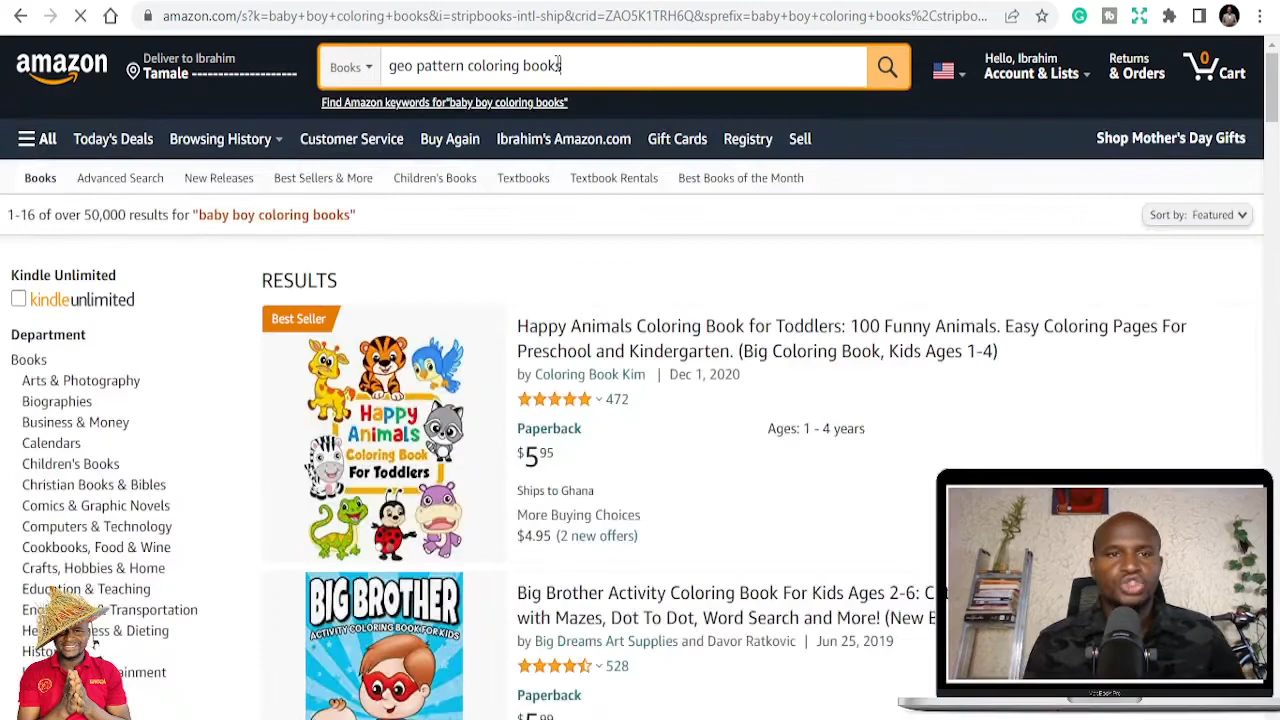 amazon.com/s?k=baby+boy+coloring+books&i=stripbooks-intl-ship&crid=ZAO5K1TRH6Q&sprefix=baby+boy+coloring+books%2Cstripbo...
amazon
Deliver to Ibrahim
Tamale
Books
geo pattern coloring books
Find Amazon keywords for"baby boy coloring books"
Hello, Ibrahim
Account & Lists
Returns
& Orders
0
Cart
All
Today's Deals
Browsing History
Customer Service
Buy Again
Ibrahim's Amazon.com
Gift Cards
Registry
Sell
Shop Mother's Day Gifts
Books
Advanced Search
New Releases
Best Sellers & More
Children's Books
Textbooks
Textbook Rentals
Best Books of the Month
1-16 of over 50,000 results for "baby boy coloring books"
Sort by: Featured
Kindle Unlimited
kindleunlimited
Department
Books
Arts & Photography
Biographies
Business & Money
Calendars
Children's Books
Christian Books & Bibles
Comics & Graphic Novels
Computers & Technology
Cookbooks, Food & Wine
Crafts, Hobbies & Home
RESULTS
Best Seller
Happy
Animals
Coloring Book
For Toddlers
Happy Animals Coloring Book for Toddlers: 100 Funny Animals. Easy Coloring Pages For
Preschool and Kindergarten. (Big Coloring Book, Kids Ages 1-4)
by Coloring Book Kim | Dec 1, 2020
472
Paperback
Ages: 1 - 4 years
$5.95
Ships to Ghana
More Buying Choices
$4.95 (2 new offers)
BIG BROTHER
ACTIVITY COLORING BOOK FOR KIDS
Big Brother Activity Coloring Book For Kids Ages 2-6:
with Mazes, Dot To Dot, Word Search and More! (New
by Big Dreams Art Supplies and Davor Ratkovic | Jun 25, 2019
528
Paperback
MacBook Pro